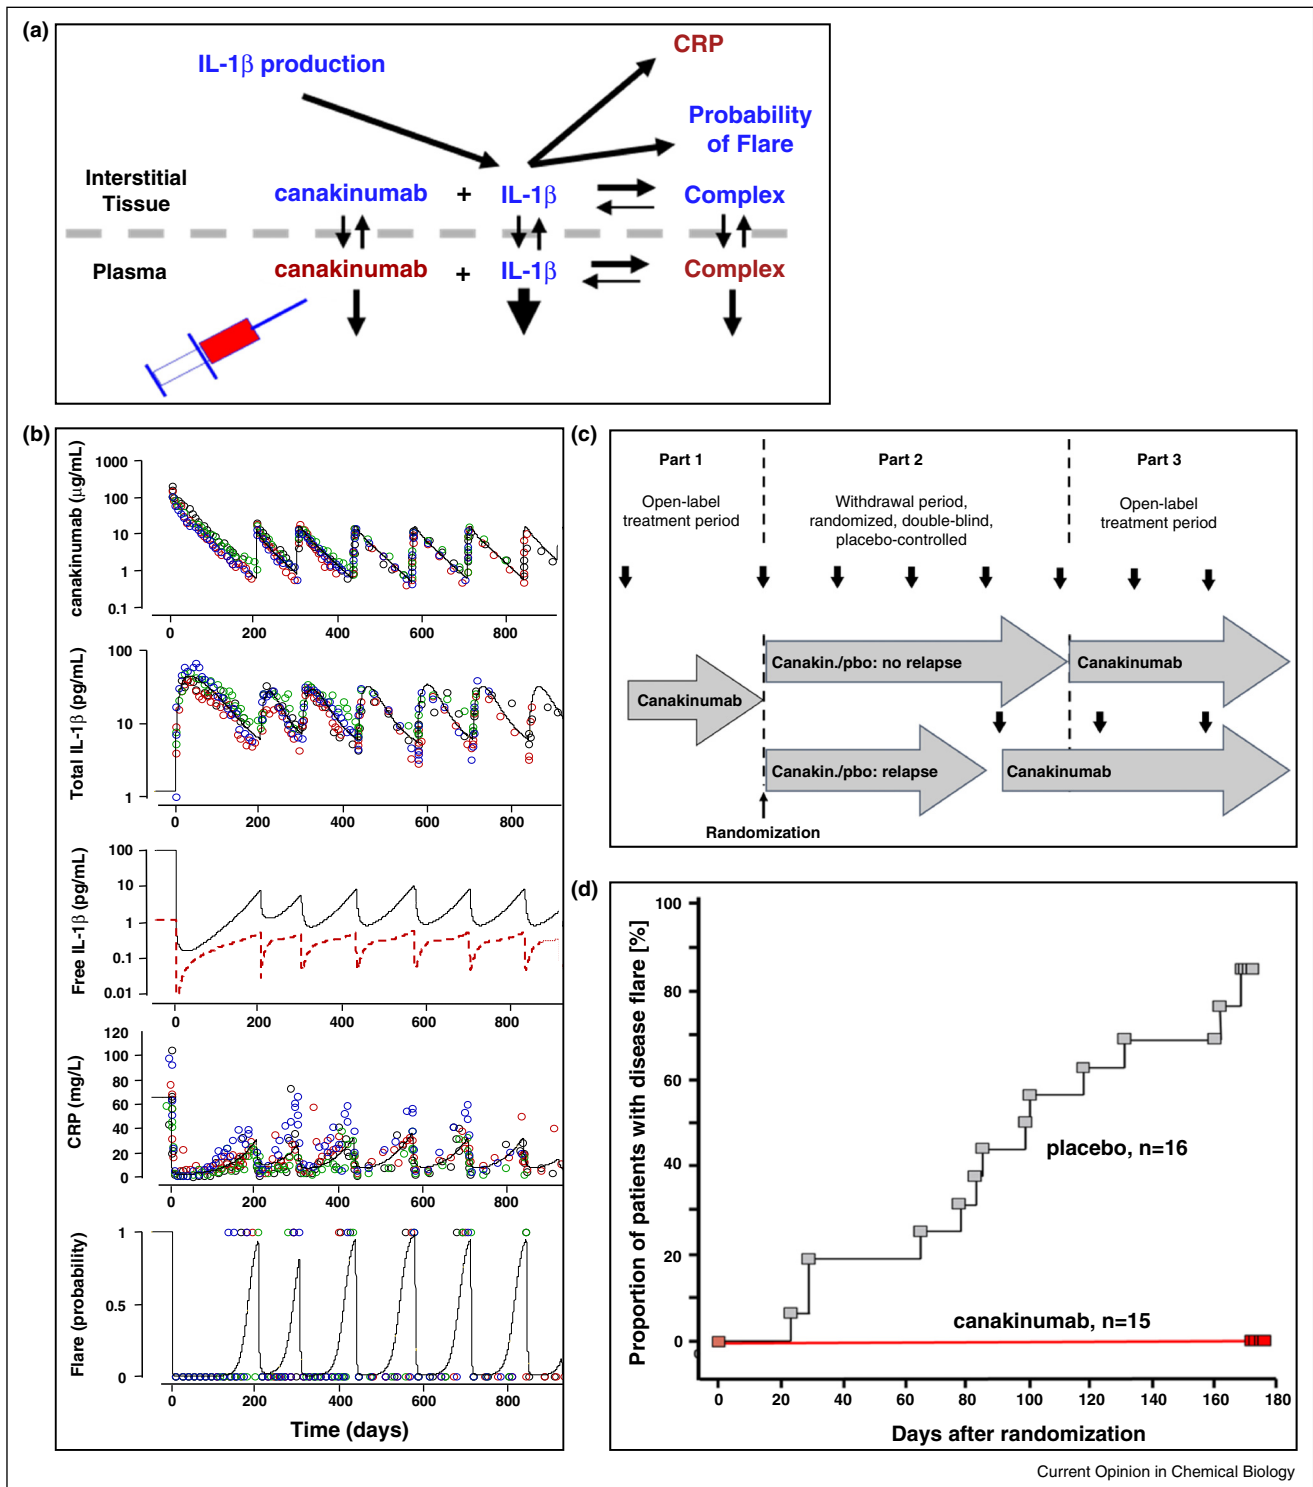 (a)
IL-1β production
CRP
Probability
of Flare
Interstitial
Tissue
canakinumab + IL-1β Complex
Plasma
canakinumab + IL-1β Complex
(b)
canakinumab (µg/mL)
1000
100
10
1
0.1
0 200 400 600 800
Total IL-1β (pg/mL)
100
10
1
0 200 400 600 800
Free IL-1β (pg/mL)
100
10
1
0.1
0.01
0 200 400 600 800
CRP (mg/L)
120
100
80
60
40
20
0
0 200 400 600 800
Flare (probability)
1
0.5
0
0 200 400 600 800
Time (days)
(c)
Part 1 Part 2 Part 3
Open-label
treatment period
Withdrawal period,
randomized, double-blind,
placebo-controlled
Open-label
treatment period
Canakinumab
Canakin./pbo: no relapse
Canakinumab
Canakin./pbo: relapse
Canakinumab
Randomization
(d)
Proportion of patients with disease flare [%]
100
80
60
40
20
0
placebo, n=16
canakinumab, n=15
0 20 40 60 80 100 120 140 160 180
Days after randomization
Current Opinion in Chemical Biology